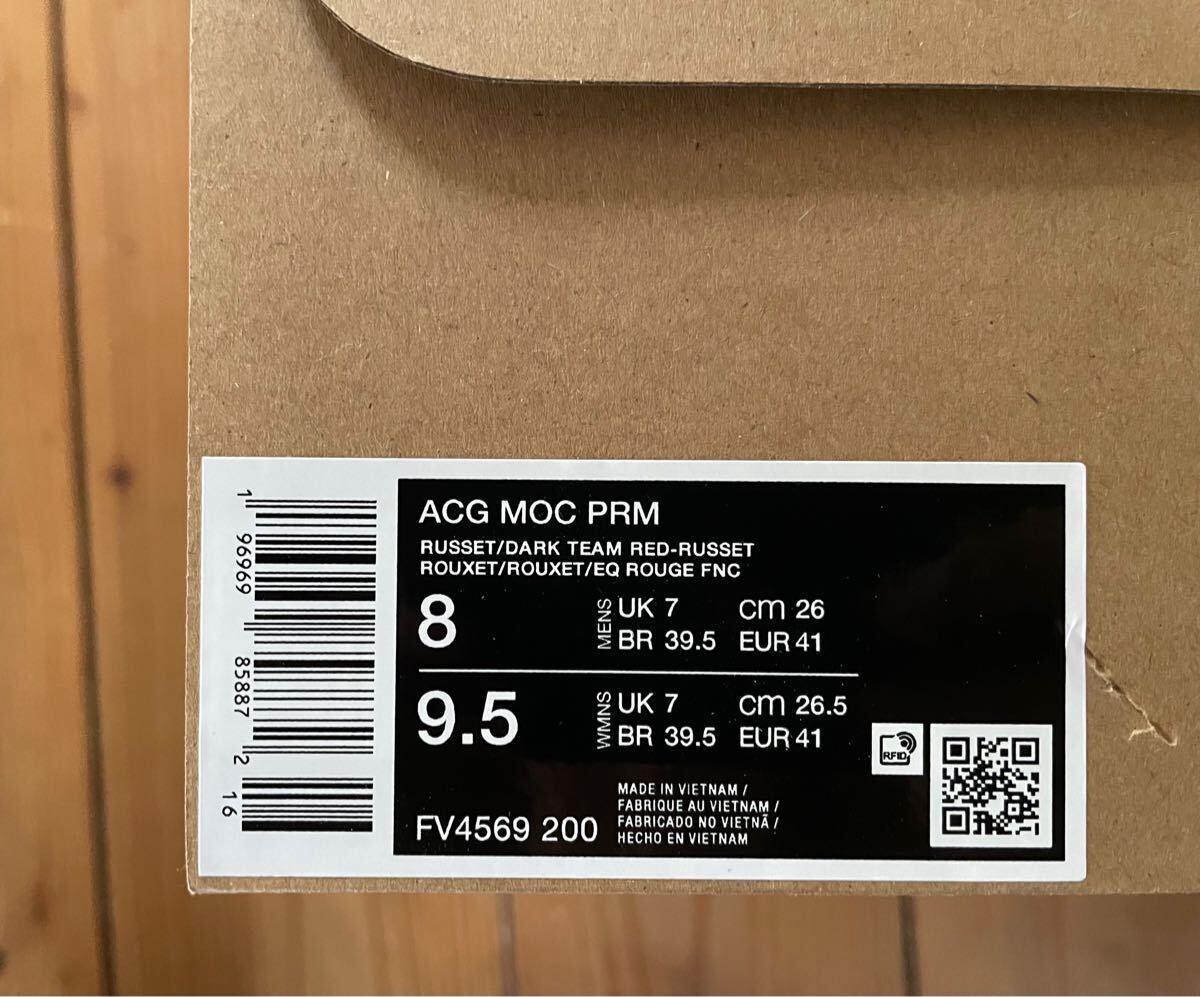 ACG MOC PRM
RUSSET/DARK TEAM RED-RUSSET
ROUXET/ROUXET/EQ ROUGE FNC
8 MENS UK 7 cm 26
BR 39.5 EUR 41
9.5 WMNS UK 7 cm 26.5
BR 39.5 EUR 41
RFID
FV4569 200
MADE IN VIETNAM /
FABRIQUE AU VIETNAM /
FABRICADO NO VIETNÃ /
HECHO EN VIETNAM
1 96969 85887 2 16